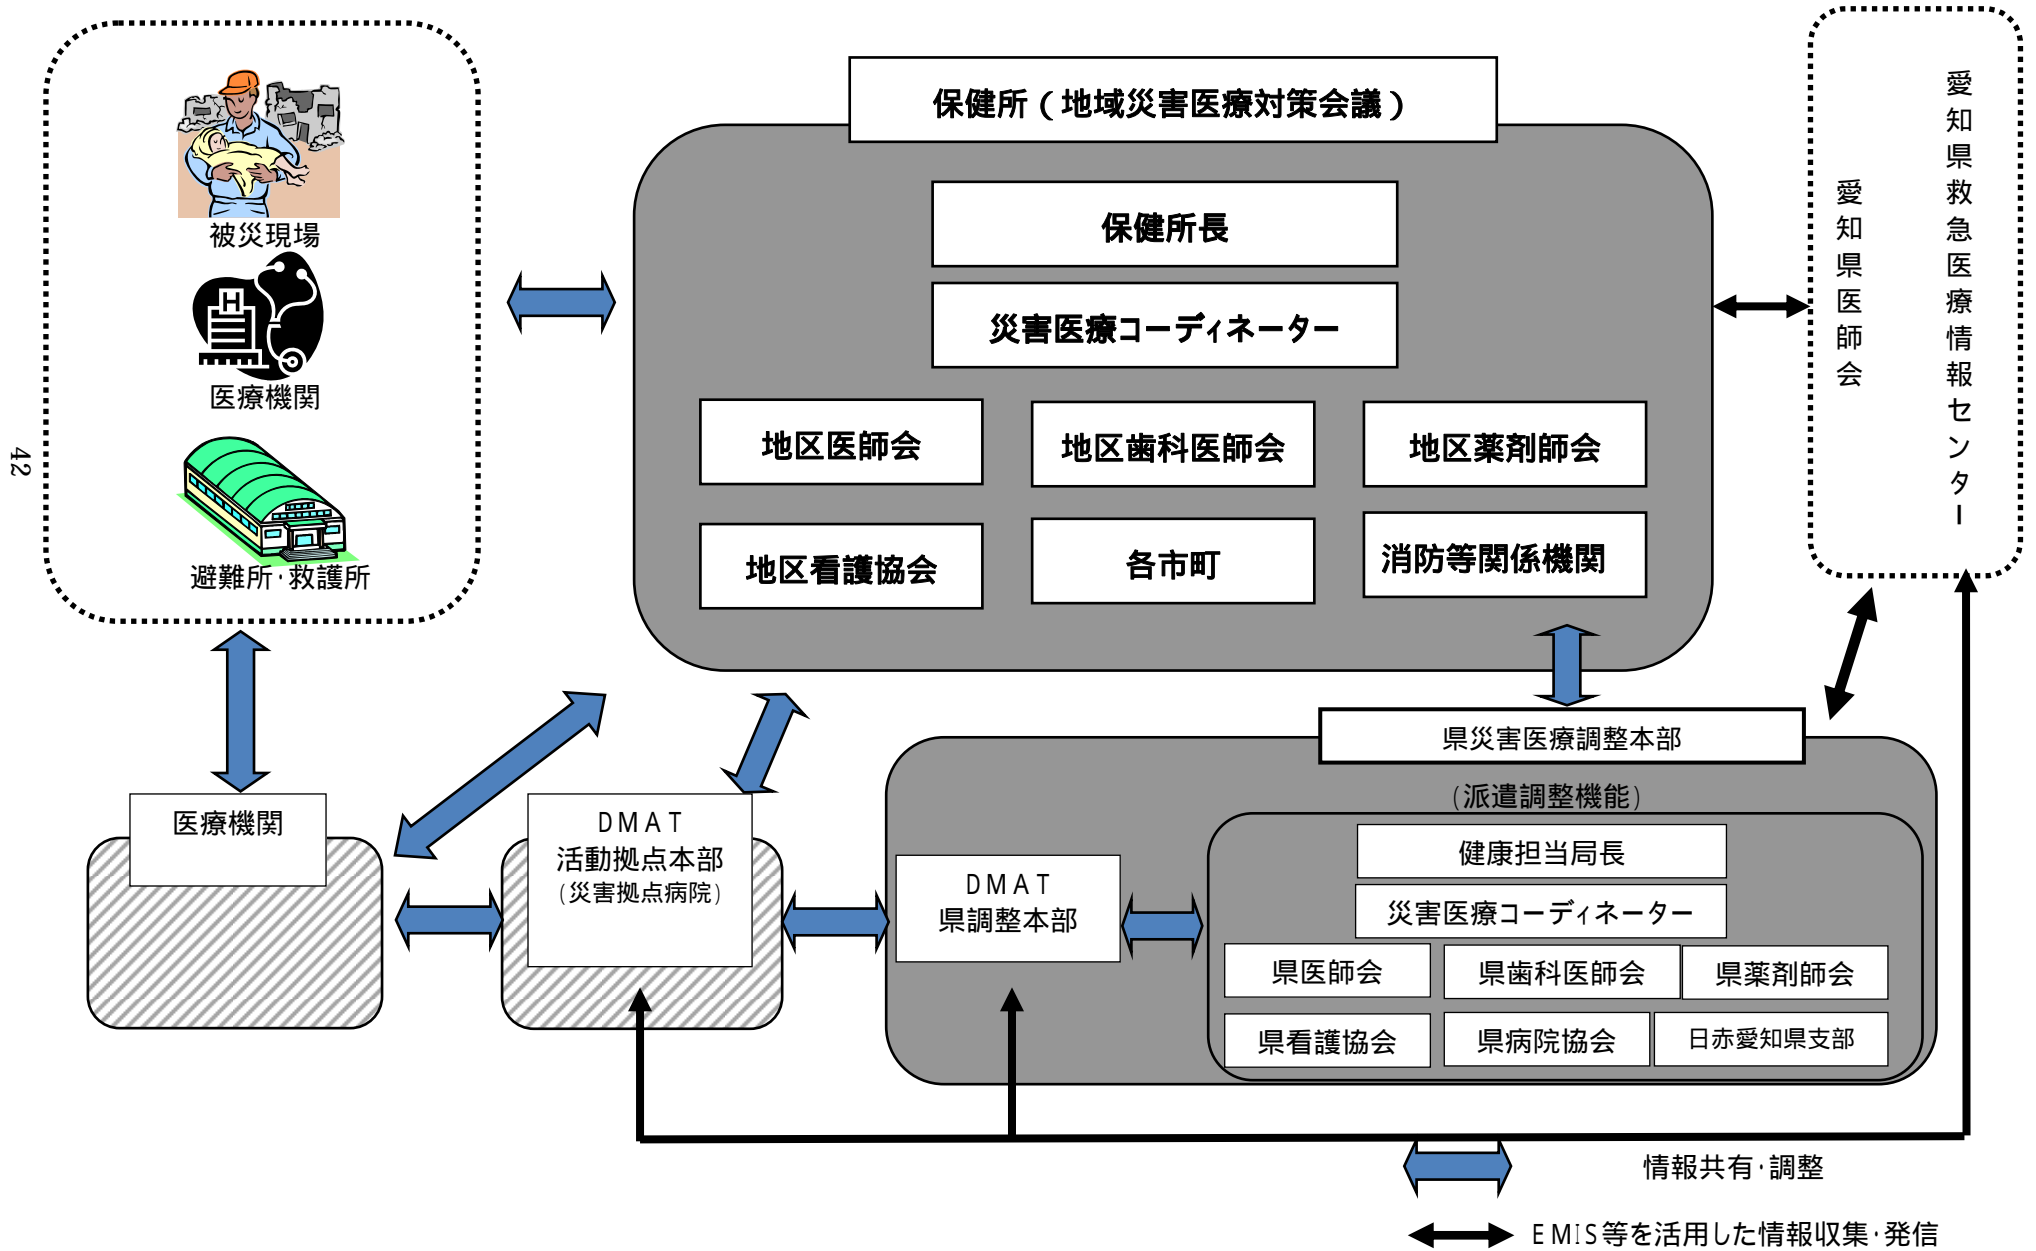 被災現場
医療機関
避難所･救護所
42
保健所（地域災害医療対策会議）
保健所長
災害医療コーディネーター
地区医師会
地区歯科医師会
地区薬剤師会
地区看護協会
各市町
消防等関係機関
愛知県救急医療情報センター
愛知県医師会
県災害医療調整本部
(派遣調整機能)
医療機関
DMAT
活動拠点本部
(災害拠点病院)
DMAT
県調整本部
健康担当局長
災害医療コーディネーター
県医師会
県歯科医師会
県薬剤師会
県看護協会
県病院協会
日赤愛知県支部
情報共有･調整
EMIS等を活用した情報収集･発信
H